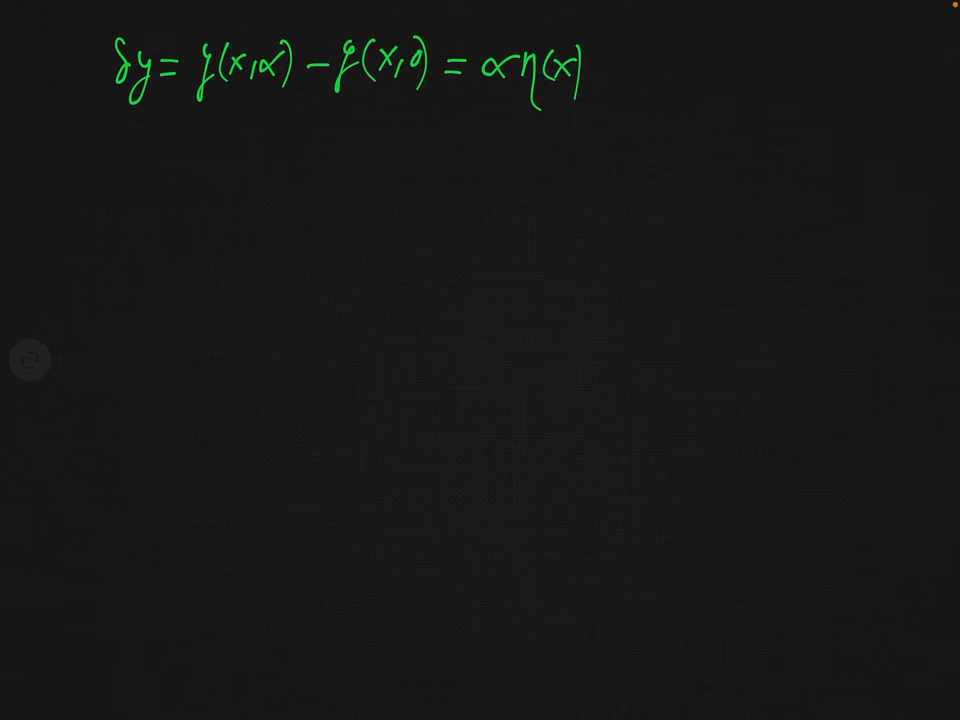 δy = y(x,α) - y(x,0) = αη(x)